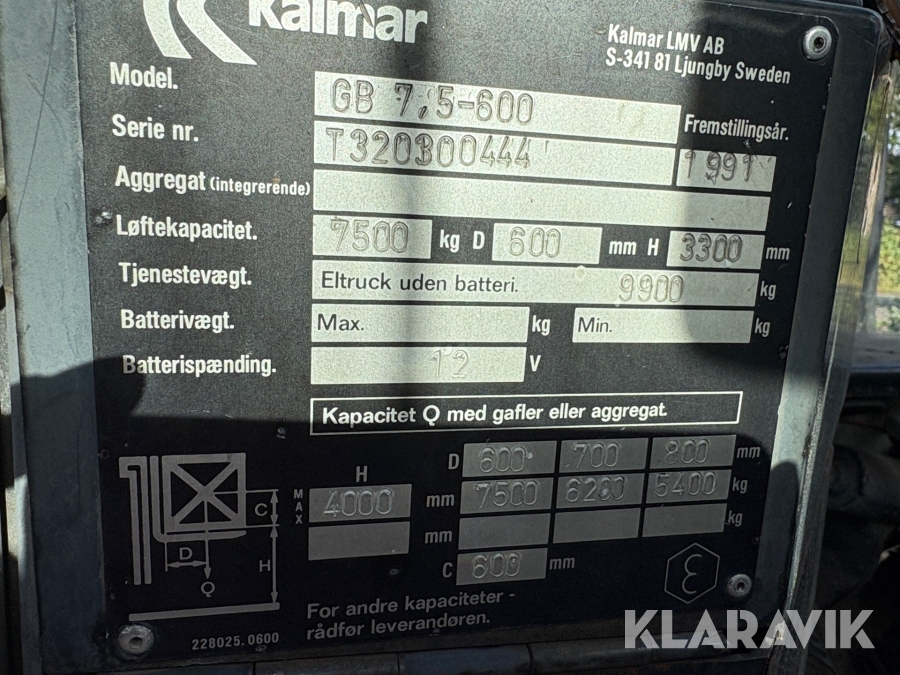 Kalmar
Kalmar LMV AB
S-341 81 Ljungby Sweden
Model. GB 7,5-600
Serie nr. T320300444
Fremstillingsår. 1991
Aggregat (integrerende)
Løftekapacitet. 7500 kg D 600 mm H 3300 mm
Tjenestevægt. Eltruck uden batteri. 9900 kg
Batterivægt. Max. kg Min. kg
Batterispænding. 12 V
Kapacitet Q med gafler eller aggregat.
D 600 700 800 mm
H MAX 4000 mm 7500 6200 5400 kg
mm kg
C 600 mm
C
D
H
Q
For andre kapaciteter -
rådfør leverandøren.
228025.0600
KLARAVIK